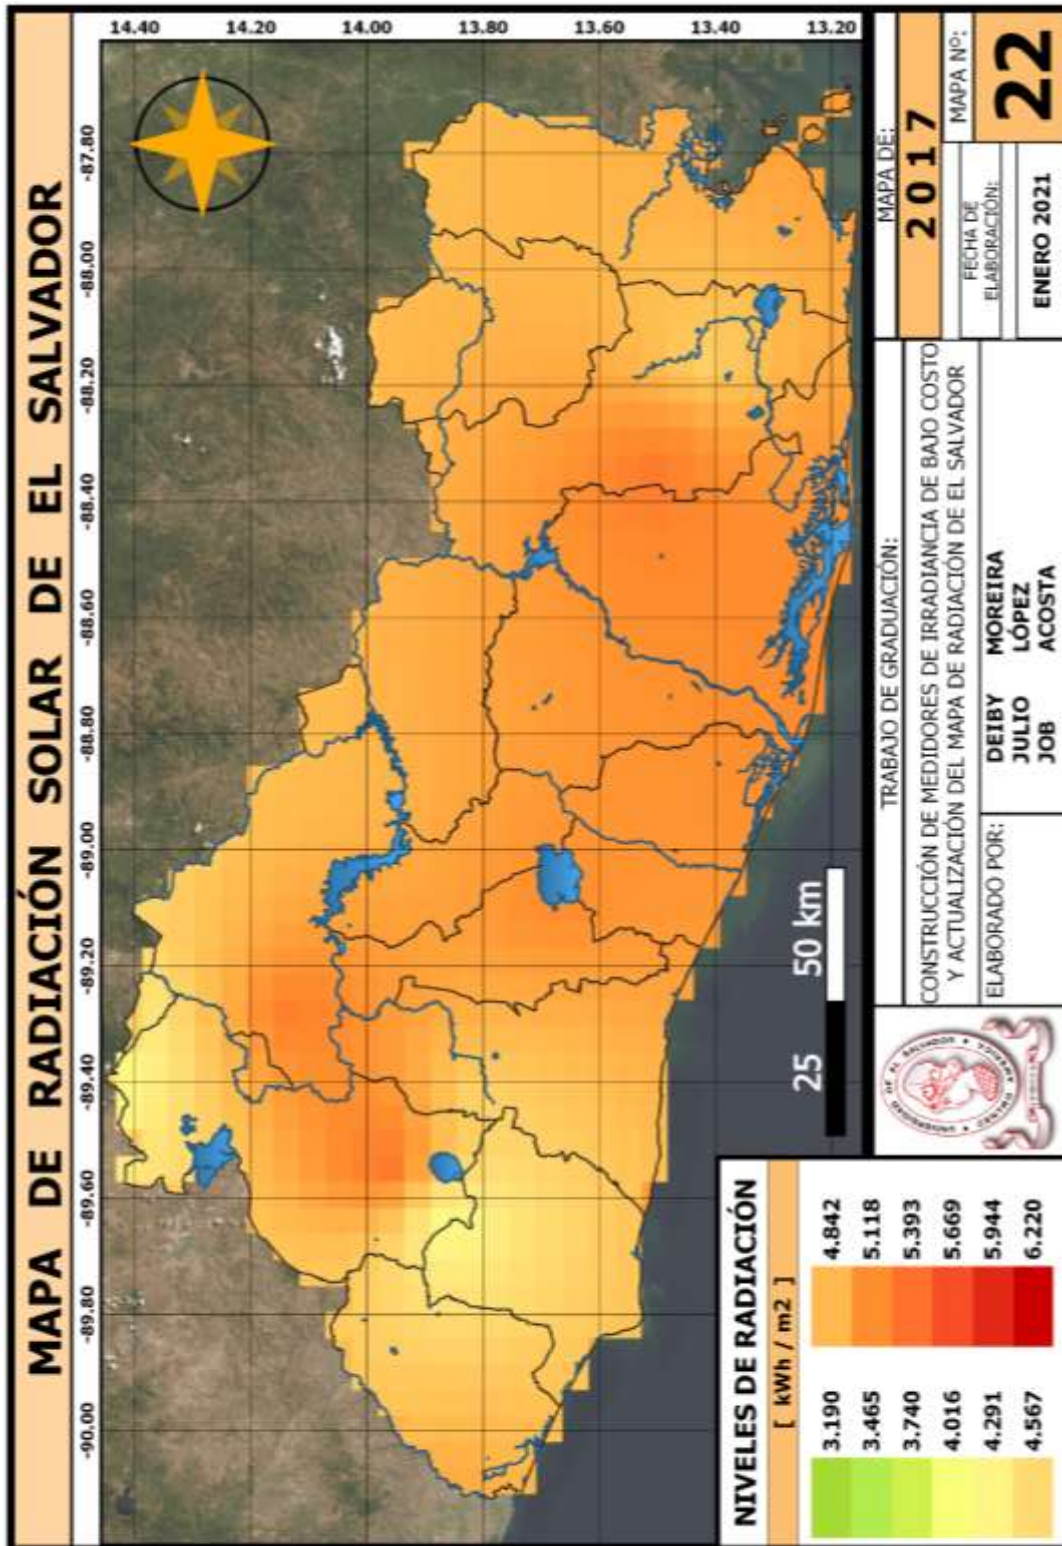 MAPA DE RADIACIÓN SOLAR DE EL SALVADOR
-90.00 -89.80 -89.60 -89.40 -89.20 -89.00 -88.80 -88.60 -88.40 -88.20 -88.00 -87.80
14.40
14.20
14.00
13.80
13.60
13.40
13.20
25 50 km
NIVELES DE RADIACIÓN
[ kWh / m2 ]
3.190 4.842
3.465 5.118
3.740 5.393
4.016 5.669
4.291 5.944
4.567 6.220
UNIVERSIDAD DE EL SALVADOR
TRABAJO DE GRADUACIÓN:
CONSTRUCCIÓN DE MEDIDORES DE IRRADIANCIA DE BAJO COSTO
Y ACTUALIZACIÓN DEL MAPA DE RADIACIÓN DE EL SALVADOR
ELABORADO POR:
DEIBY MOREIRA
JULIO LÓPEZ
JOB ACOSTA
MAPA DE:
2017
FECHA DE
ELABORACIÓN:
ENERO 2021
MAPA Nº:
22